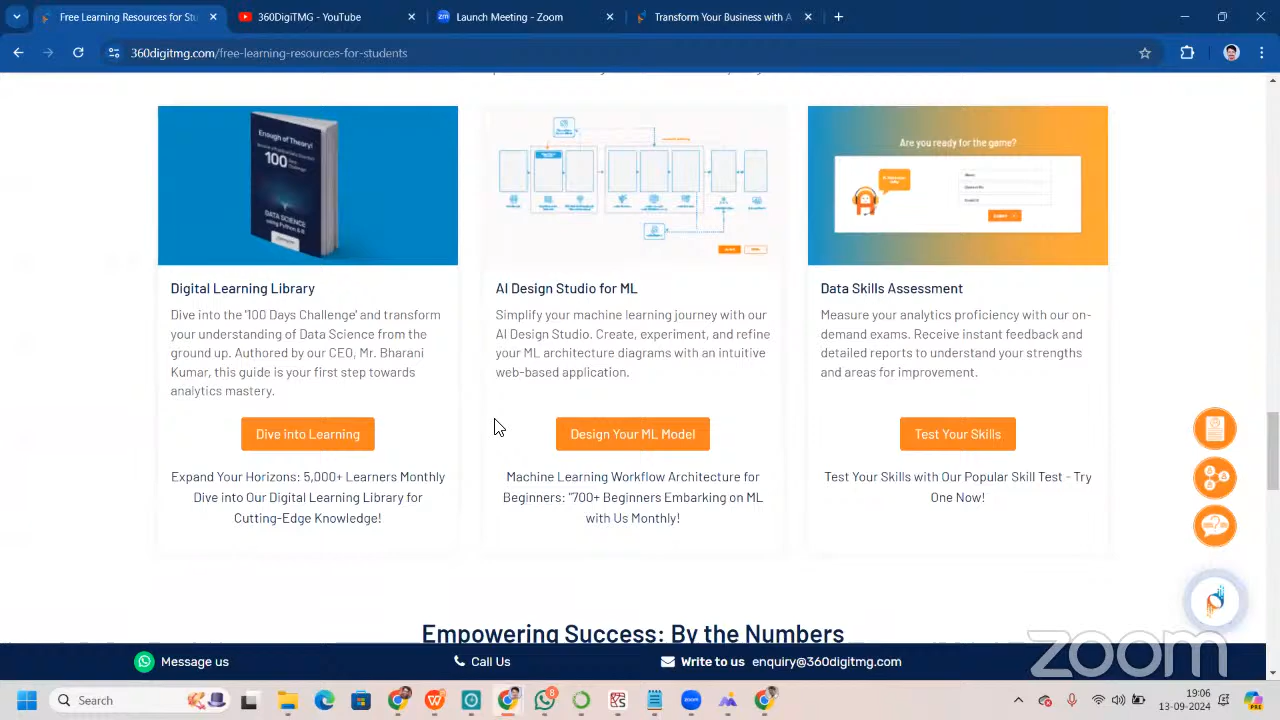 Free Learning Resources for Stu
360DigiTMG - YouTube
Launch Meeting - Zoom
Transform Your Business with A
360digitmg.com/free-learning-resources-for-students
Enough of Theory!
100
DATA SCIENCE
using Python & R
Are you ready for the game?
Digital Learning Library
Dive into the '100 Days Challenge' and transform
your understanding of Data Science from the
ground up. Authored by our CEO, Mr. Bharani
Kumar, this guide is your first step towards
analytics mastery.
Dive into Learning
Expand Your Horizons: 5,000+ Learners Monthly
Dive into Our Digital Learning Library for
Cutting-Edge Knowledge!
AI Design Studio for ML
Simplify your machine learning journey with our
AI Design Studio. Create, experiment, and refine
your ML architecture diagrams with an intuitive
web-based application.
Design Your ML Model
Machine Learning Workflow Architecture for
Beginners: "700+ Beginners Embarking on ML
with Us Monthly!
Data Skills Assessment
Measure your analytics proficiency with our on-
demand exams. Receive instant feedback and
detailed reports to understand your strengths
and areas for improvement.
Test Your Skills
Test Your Skills with Our Popular Skill Test - Try
One Now!
Empowering Success: By the Numbers
Message us
Call Us
Write to us enquiry@360digitmg.com
zoom
Search
8
19:06
13-09-2024